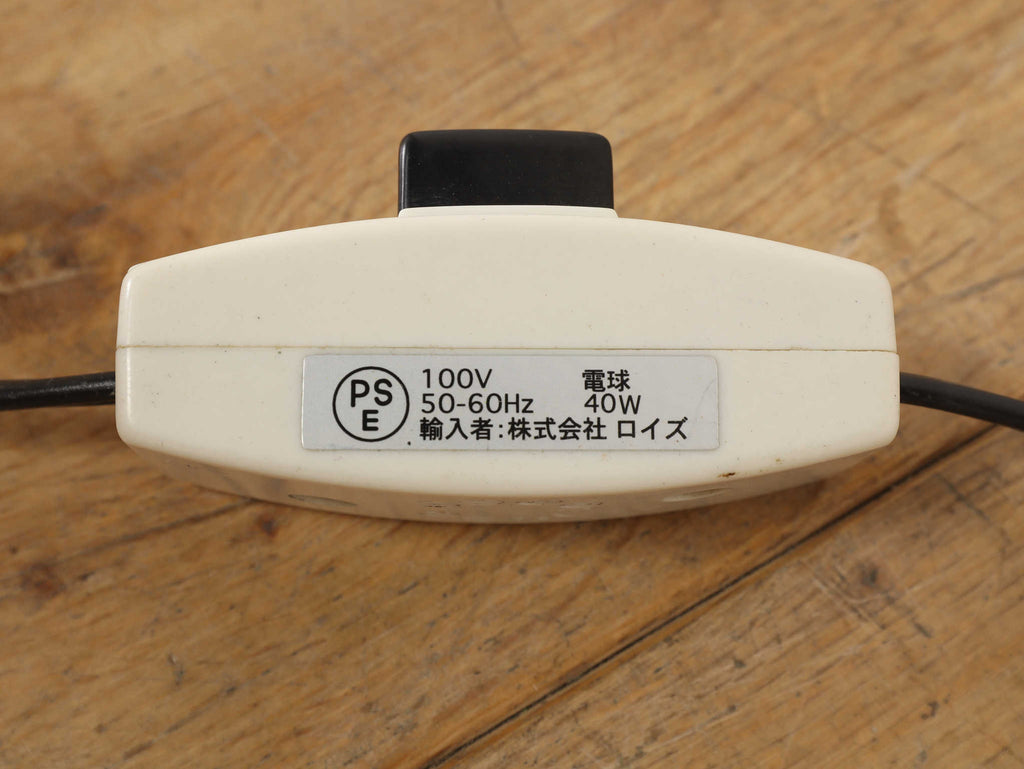 PS
E
100V 電球
50-60Hz 40W
輸入者:株式会社 ロイズ